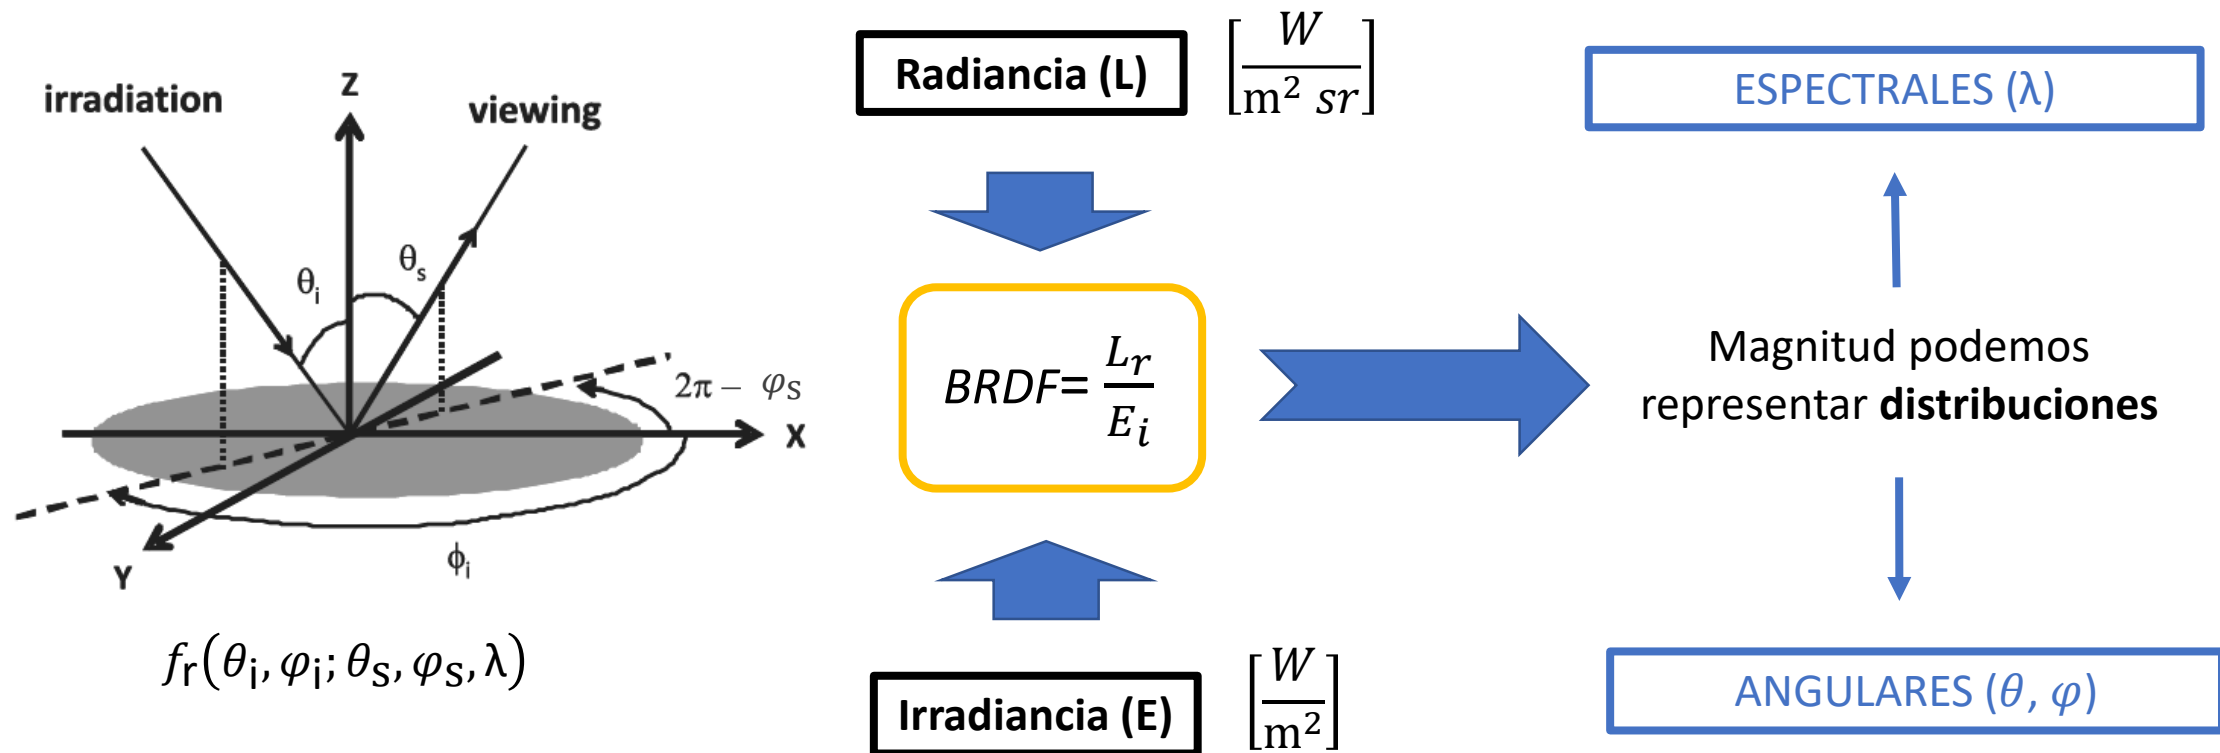 irradiation
Z
viewing
θi
θs
2π − φS
X
Y
ϕi
fr(θi, φi; θS, φS, λ)
Radiancia (L)
[W / m² sr]
BRDF= Lr / Ei
Irradiancia (E)
[W / m²]
ESPECTRALES (λ)
Magnitud podemos
representar distribuciones
ANGULARES (θ, φ)